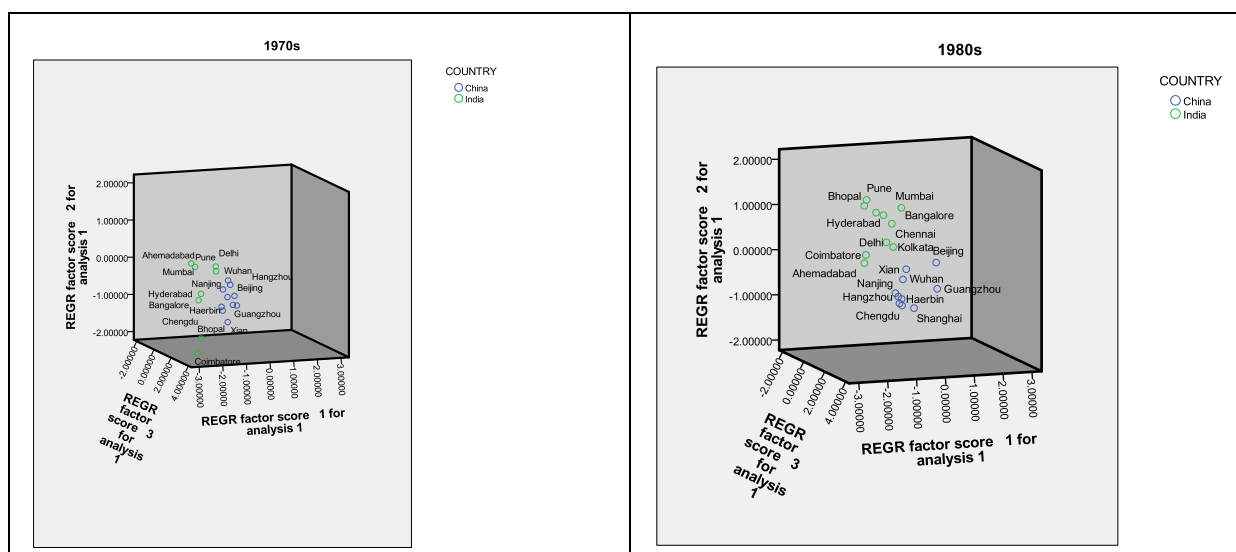 1970s
COUNTRY
China
India
REGR factor score 2 for
analysis 1
2.00000
1.00000
0.00000
-1.00000
-2.00000
Ahemadabad
Pune
Delhi
Mumbai
Wuhan
Hangzhou
Nanjing
Beijing
Hyderabad
Bangalore
Haerbin
Guangzhou
Chengdu
Bhopal
Xian
Coimbatore
-2.00000
0.00000
2.00000
4.00000
-3.00000
-2.00000
-1.00000
0.00000
1.00000
2.00000
3.00000
REGR
factor
score 3
for
analysis
1
REGR factor score 1 for
analysis 1
1980s
COUNTRY
China
India
REGR factor score 2 for
analysis 1
2.00000
1.00000
0.00000
-1.00000
-2.00000
Pune
Bhopal
Mumbai
Bangalore
Hyderabad
Chennai
Delhi
Kolkata
Beijing
Coimbatore
Ahemadabad
Xian
Wuhan
Nanjing
Guangzhou
Hangzhou
Haerbin
Chengdu
Shanghai
-2.00000
0.00000
2.00000
4.00000
-3.00000
-2.00000
-1.00000
0.00000
1.00000
2.00000
3.00000
REGR
factor
score 3
for
analysis
1
REGR factor score 1 for
analysis 1